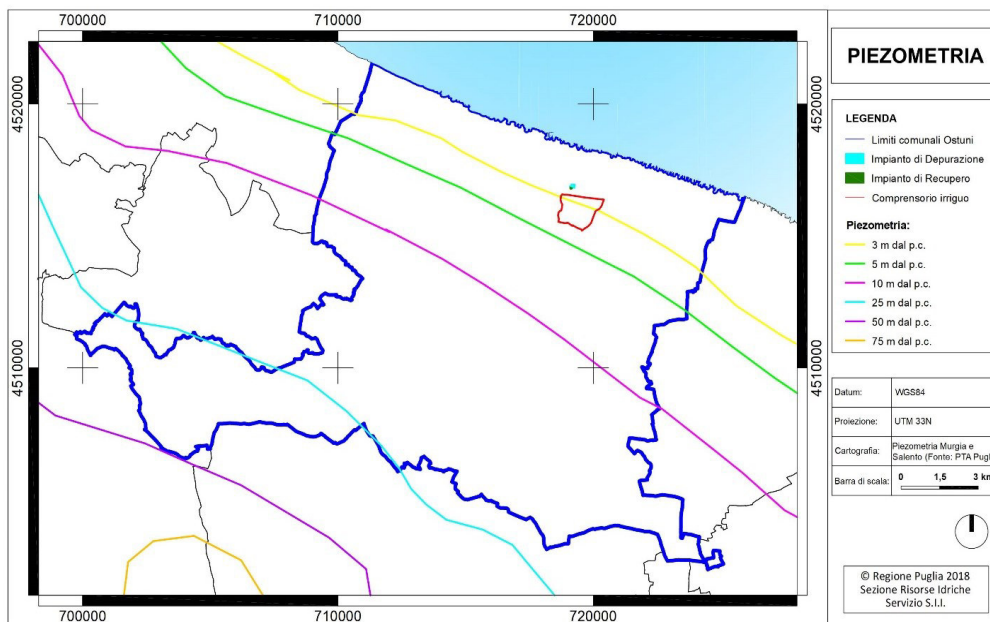 700000 710000 720000
4520000
4510000
4520000
4510000
700000 710000 720000
PIEZOMETRIA
LEGENDA
Limiti comunali Ostuni
Impianto di Depurazione
Impianto di Recupero
Comprensorio irriguo
Piezometria:
3 m dal p.c.
5 m dal p.c.
10 m dal p.c.
25 m dal p.c.
50 m dal p.c.
75 m dal p.c.
Datum: WGS84
Proiezione: UTM 33N
Cartografia: Piezometria Murgia e
Salento (Fonte: PTA Pugl
Barra di scala: 0 1,5 3 km
© Regione Puglia 2018
Sezione Risorse Idriche
Servizio S.I.I.